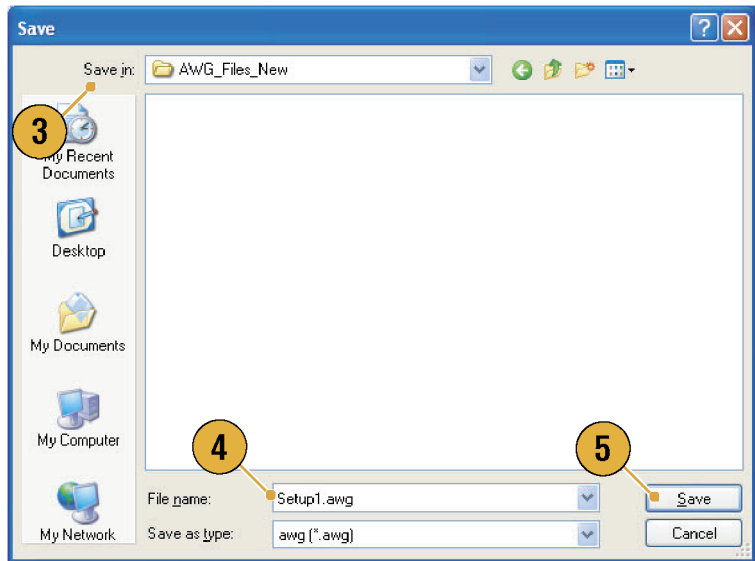 Save
Save in: AWG_Files_New
3
My Recent
Documents
Desktop
My Documents
My Computer
My Network
4
5
File name: Setup1.awg
Save
Save as type: awg (*.awg)
Cancel